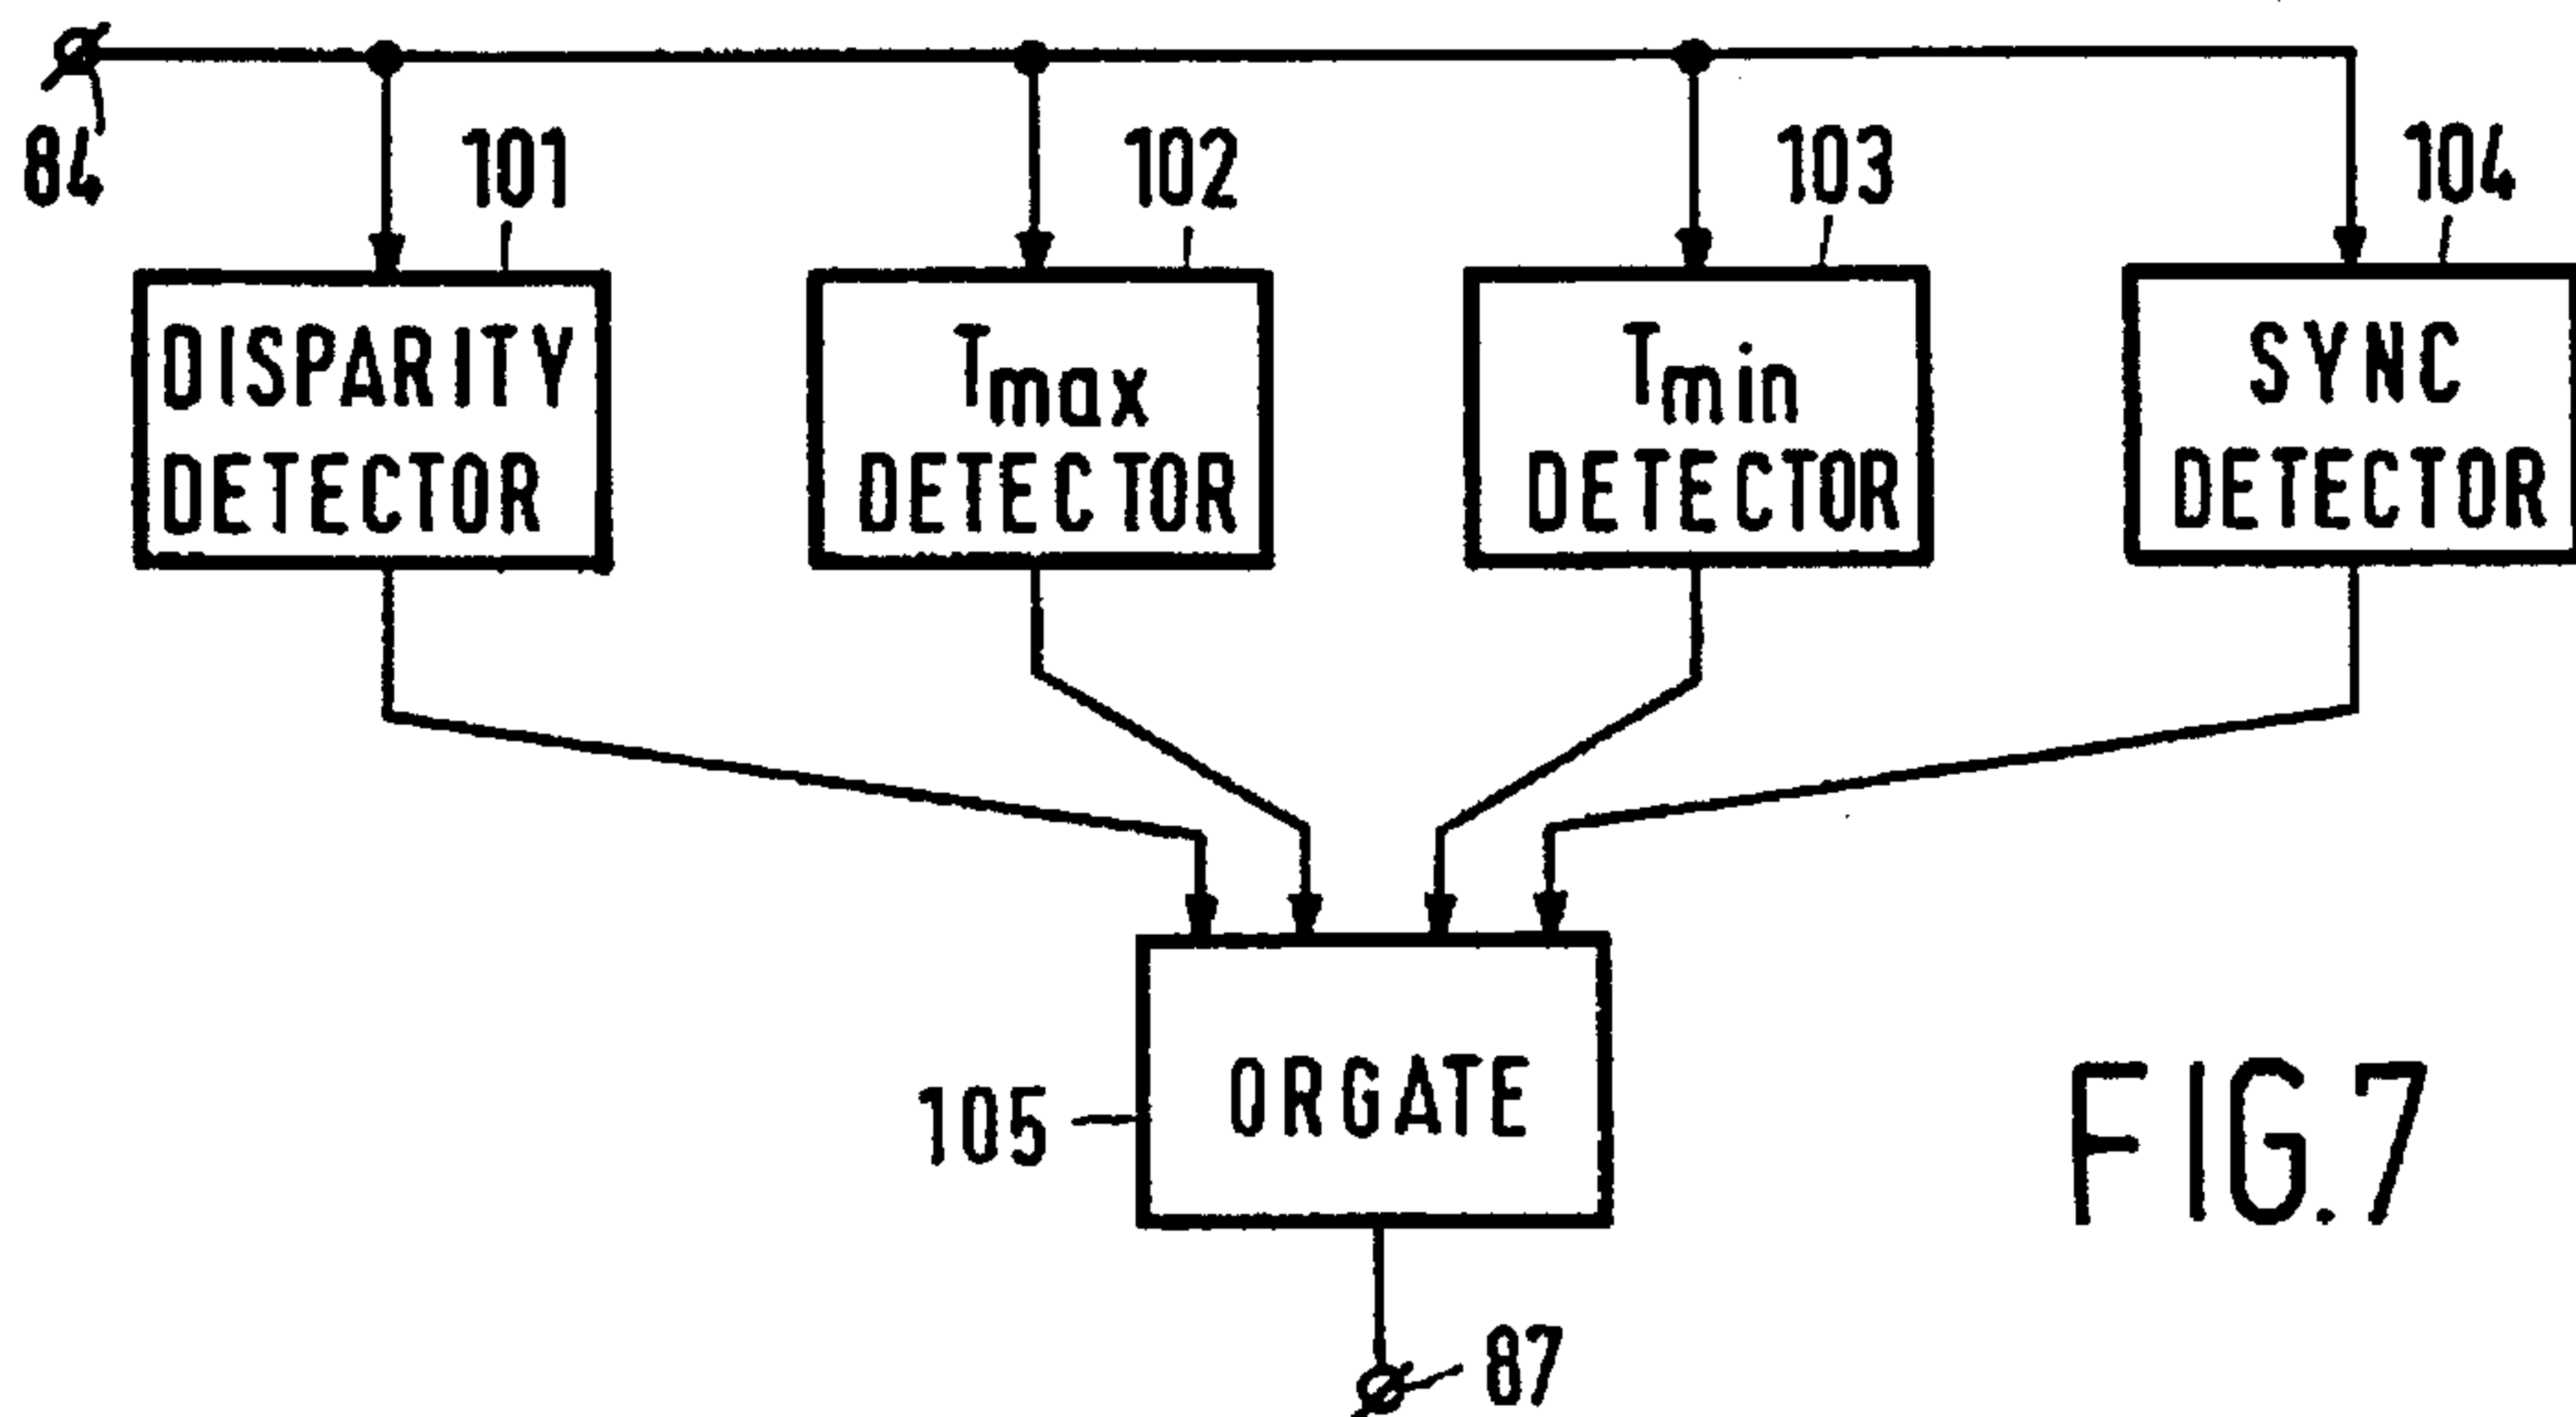 84
101
102
103
104
DISPARITY
DETECTOR
Tmax
DETECTOR
Tmin
DETECTOR
SYNC
DETECTOR
105
ORGATE
FIG.7
87